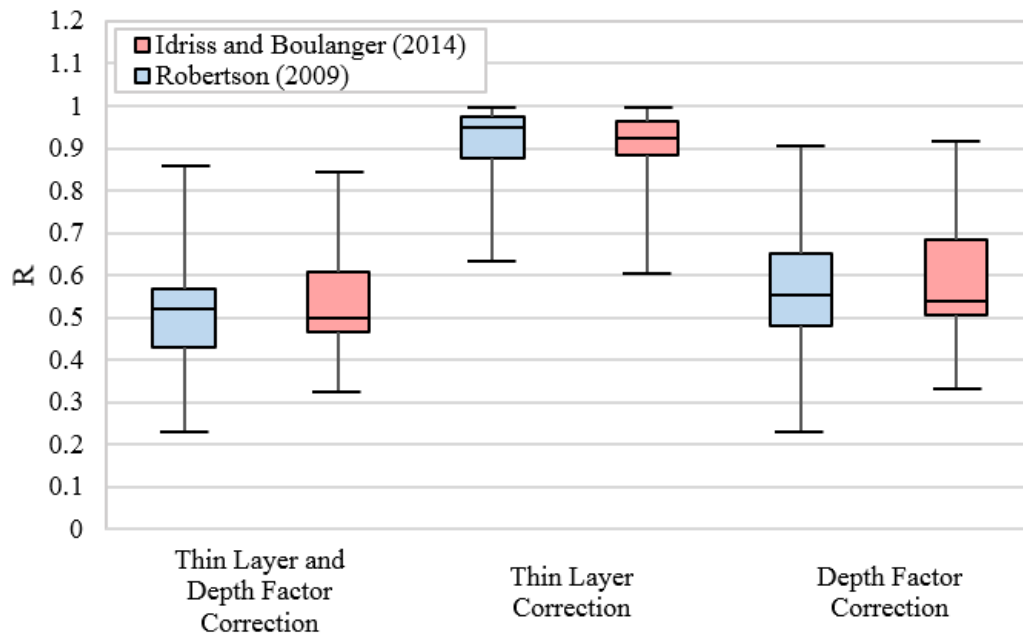 1.2
1.1
1
0.9
0.8
0.7
0.6
0.5
0.4
0.3
0.2
0.1
0
R
Idriss and Boulanger (2014)
Robertson (2009)
Thin Layer and
Depth Factor
Correction
Thin Layer
Correction
Depth Factor
Correction